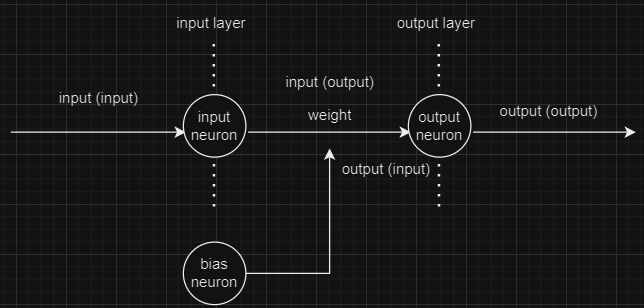 input layer
output layer
input (input)
input
neuron
input (output)
weight
output
neuron
output (output)
output (input)
bias
neuron